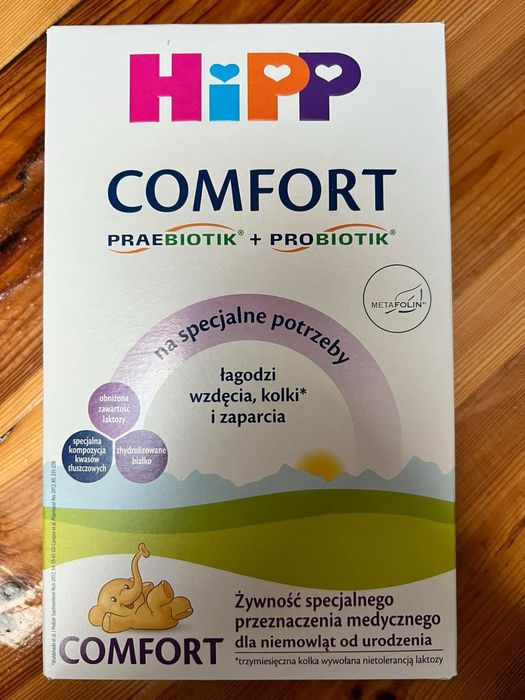 HiPP
COMFORT
PRAEBIOTIK® + PROBIOTIK®
METAFOLIN
na specjalne potrzeby
łagodzi
wzdęcia, kolki*
i zaparcia
obniżona
zawartość
laktozy
specjalna
kompozycja
kwasów
tłuszczowych
zhydrolizowane
białko
COMFORT
Żywność specjalnego
przeznaczenia medycznego
dla niemowląt od urodzenia
*trzymiesięczna kolka wywołana nietolerancją laktozy